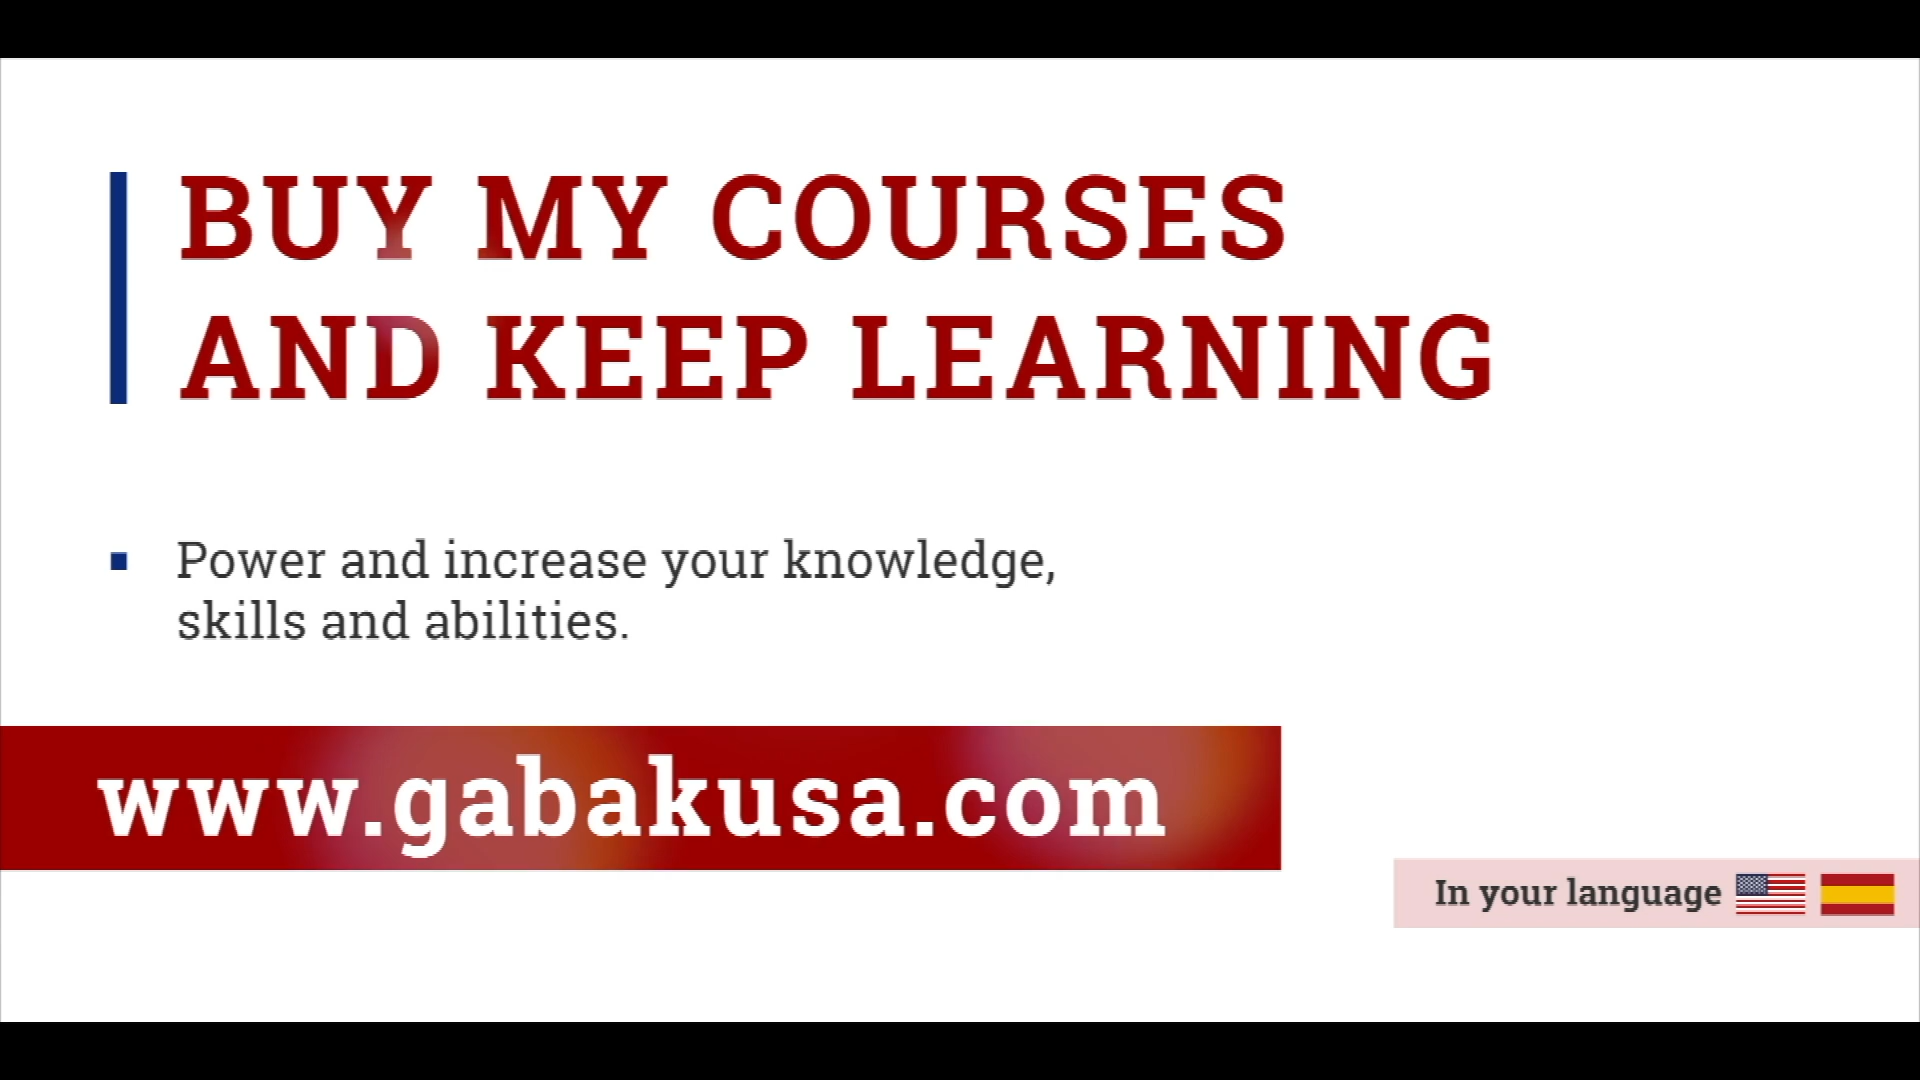 BUY MY COURSES
AND KEEP LEARNING
Power and increase your knowledge,
skills and abilities.
www.gabakusa.com
In your language